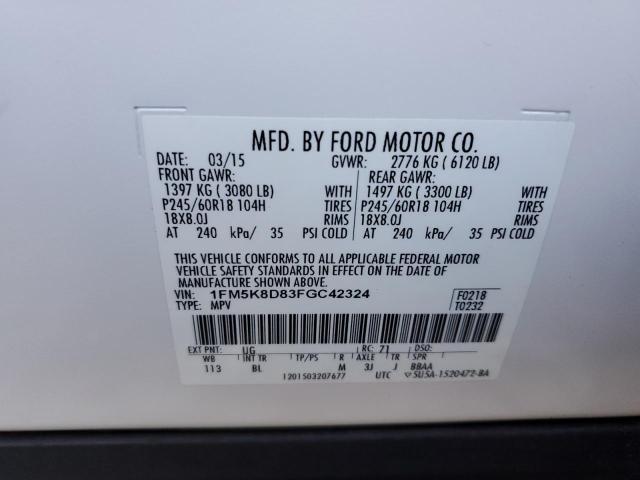 MFD. BY FORD MOTOR CO.
DATE: 03/15 GVWR: 2776 KG ( 6120 LB)
FRONT GAWR: REAR GAWR:
1397 KG ( 3080 LB) WITH 1497 KG ( 3300 LB) WITH
P245/60R18 104H TIRES P245/60R18 104H TIRES
18X8.0J RIMS 18X8.0J RIMS
AT 240 kPa/ 35 PSI COLD AT 240 kPa/ 35 PSI COLD
THIS VEHICLE CONFORMS TO ALL APPLICABLE FEDERAL MOTOR
VEHICLE SAFETY STANDARDS IN EFFECT ON THE DATE OF
MANUFACTURE SHOWN ABOVE.
VIN: 1FM5K8D83FGC42324 F0218
TYPE: MPV T0232
EXT PNT: UG RC: 71 DSO:
WB INT TR TP/PS R AXLE TR SPR
113 BL M 3J J BBAA
1201503207677 UTC 5U5A-1520472-BA